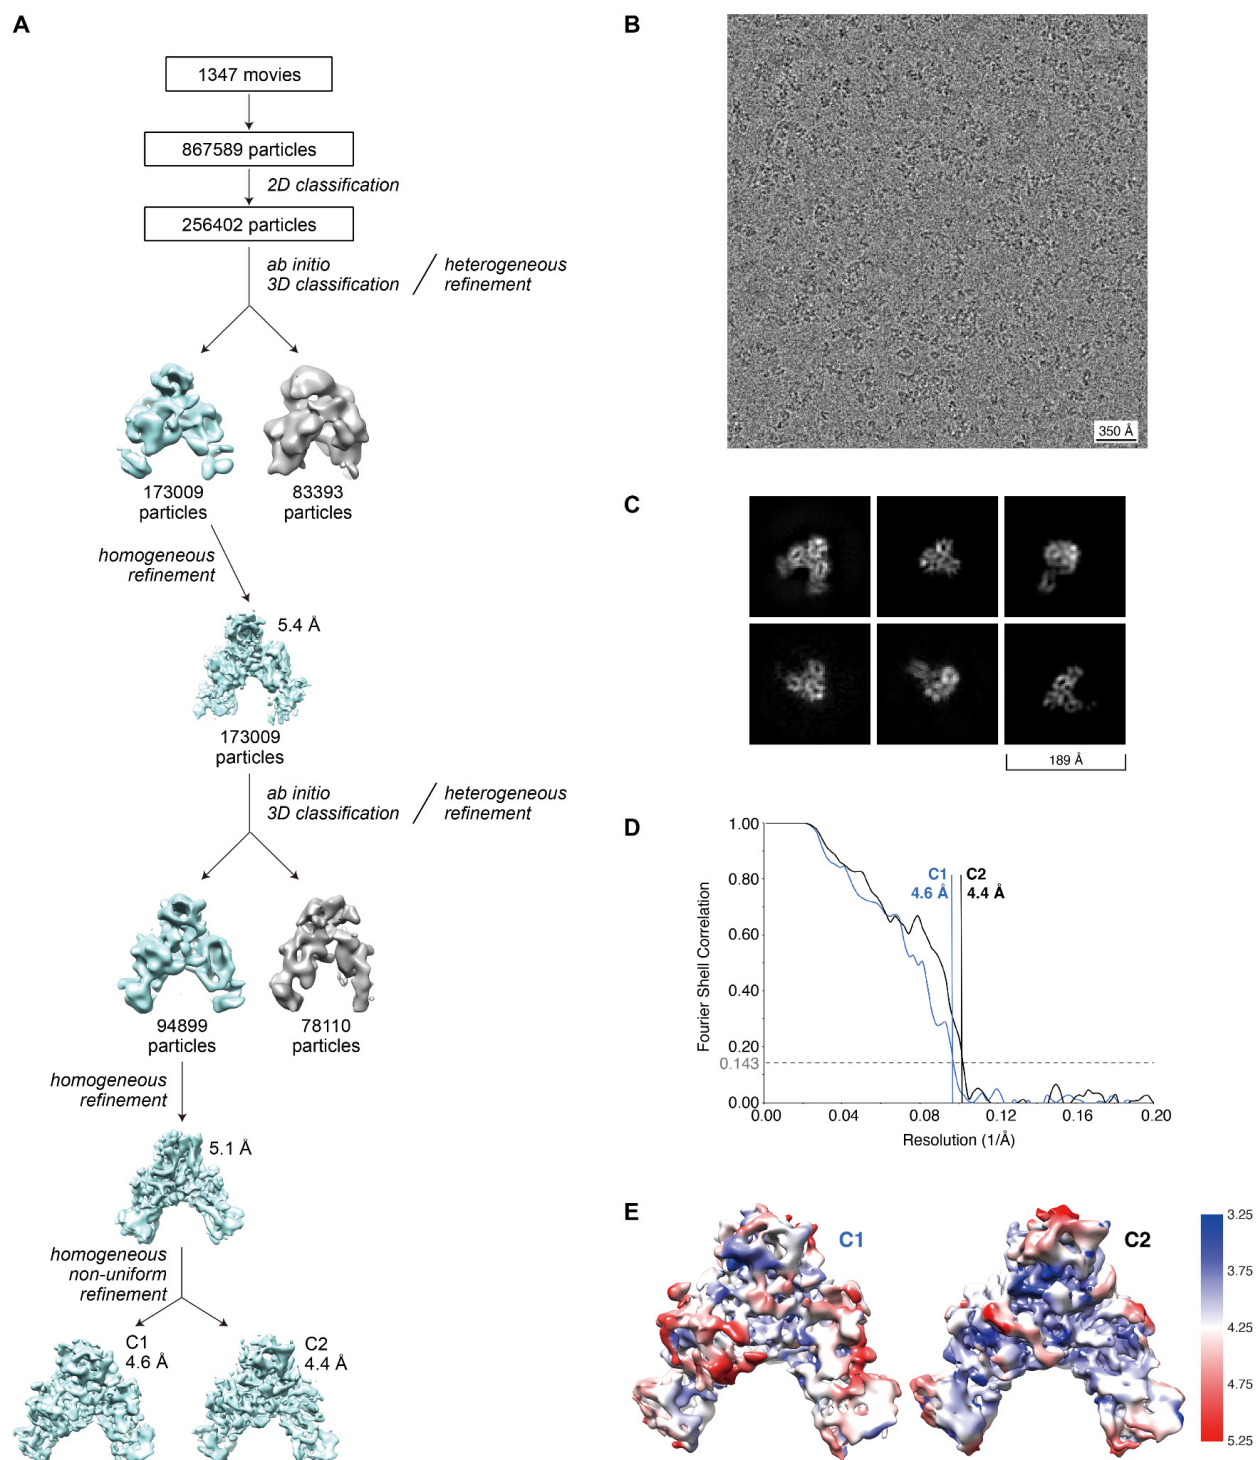 A
1347 movies
867589 particles
2D classification
256402 particles
ab initio
3D classification
heterogeneous
refinement
173009
particles
83393
particles
homogeneous
refinement
5.4 Å
173009
particles
ab initio
3D classification
heterogeneous
refinement
94899
particles
78110
particles
homogeneous
refinement
5.1 Å
homogeneous
non-uniform
refinement
C1
4.6 Å
C2
4.4 Å
B
350 Å
C
189 Å
D
Fourier Shell Correlation
1.00
0.80
0.60
0.40
0.20
0.143
0.00
C1
4.6 Å
C2
4.4 Å
0.00
0.04
0.08
0.12
0.16
0.20
Resolution (1/Å)
E
C1
C2
3.25
3.75
4.25
4.75
5.25